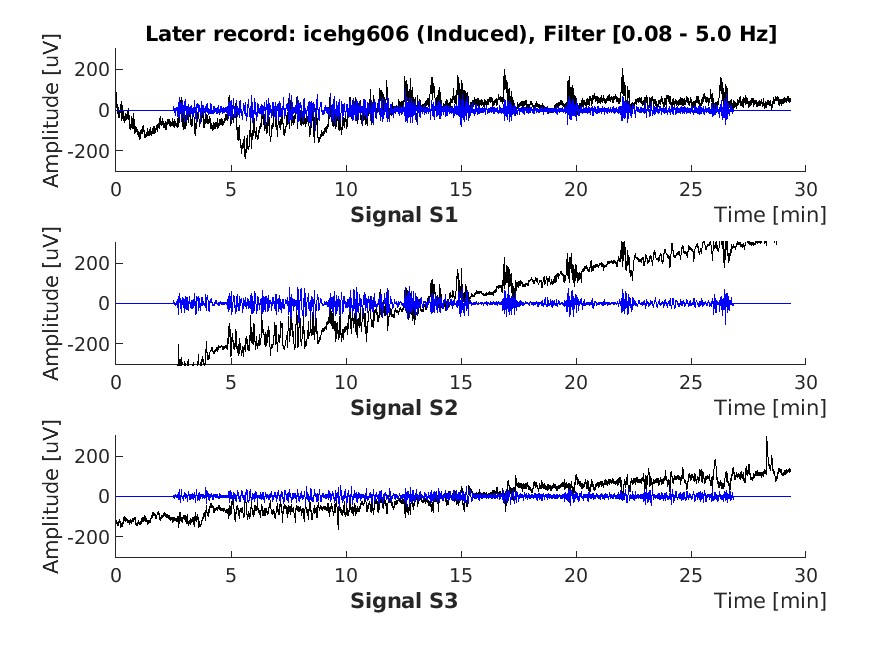 Later record: icehg606 (Induced), Filter [0.08 - 5.0 Hz]
Amplitude [uV]
200
0
-200
0 5 10 15 20 25 30
Signal S1 Time [min]
Amplitude [uV]
200
0
-200
0 5 10 15 20 25 30
Signal S2 Time [min]
Amplitude [uV]
200
0
-200
0 5 10 15 20 25 30
Signal S3 Time [min]